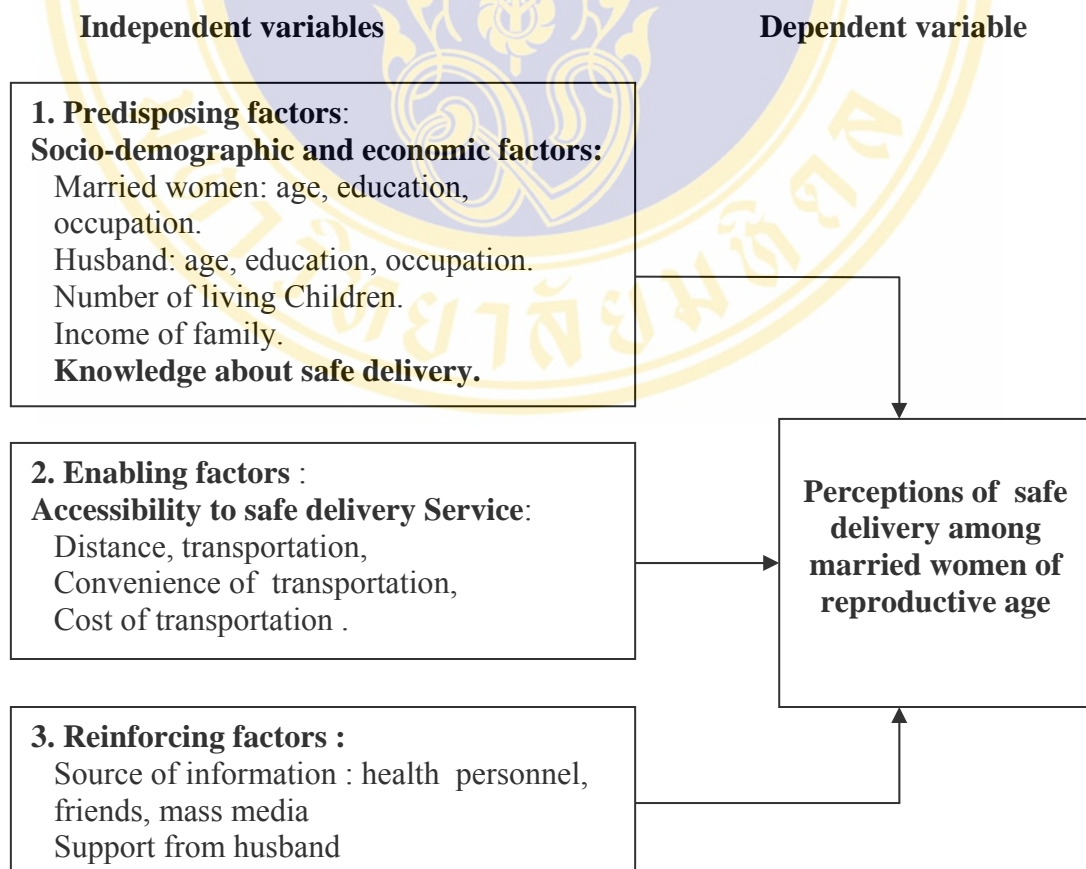 Independent variables
Dependent variable
1. Predisposing factors:
Socio-demographic and economic factors:
Married women: age, education,
occupation.
Husband: age, education, occupation.
Number of living Children.
Income of family.
Knowledge about safe delivery.
2. Enabling factors :
Accessibility to safe delivery Service:
Distance, transportation,
Convenience of transportation,
Cost of transportation .
3. Reinforcing factors :
Source of information : health personnel,
friends, mass media
Support from husband
Perceptions of safe
delivery among
married women of
reproductive age